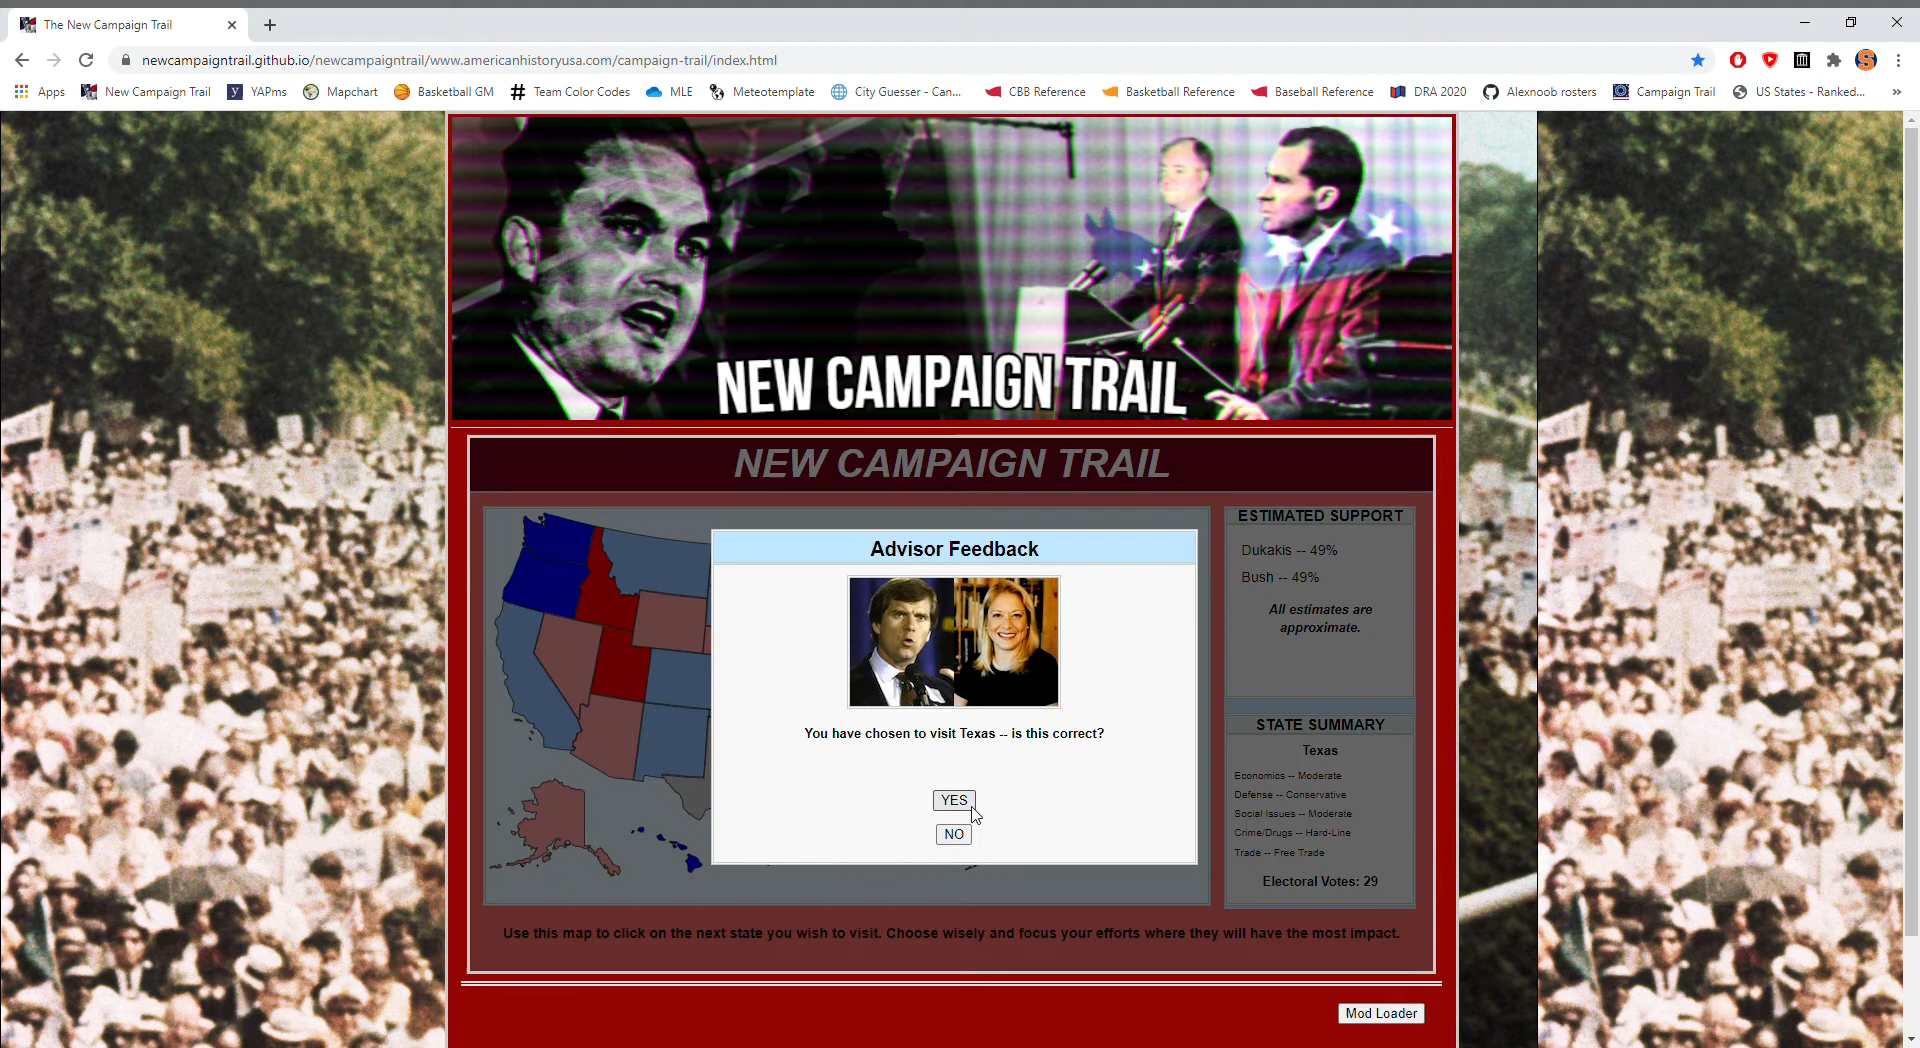 The New Campaign Trail
newcampaigntrail.github.io/newcampaigntrail/www.americanhistoryusa.com/campaign-trail/index.html
Apps New Campaign Trail YAPms Mapchart Basketball GM Team Color Codes MLE Meteotemplate City Guesser - Can... CBB Reference Basketball Reference Baseball Reference DRA 2020 Alexnoob rosters Campaign Trail US States - Ranked... »
NEW CAMPAIGN TRAIL
NEW CAMPAIGN TRAIL
Advisor Feedback
You have chosen to visit Texas -- is this correct?
YES
NO
ESTIMATED SUPPORT
Dukakis -- 49%
Bush -- 49%
All estimates are
approximate.
STATE SUMMARY
Texas
Economics -- Moderate
Defense -- Conservative
Social Issues -- Moderate
Crime/Drugs -- Hard-Line
Trade -- Free Trade
Electoral Votes: 29
Use this map to click on the next state you wish to visit. Choose wisely and focus your efforts where they will have the most impact.
Mod Loader